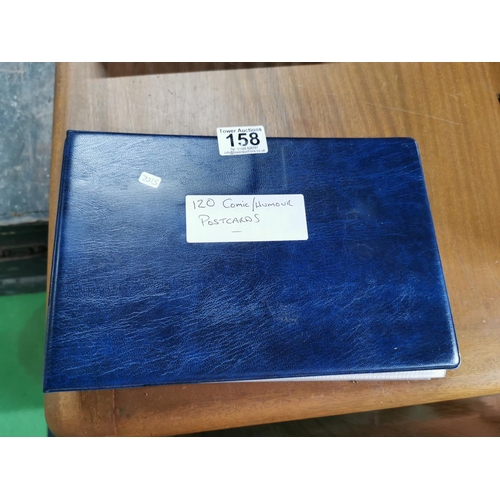 Tower Auctions
158
120 Comic/Humour
Postcards